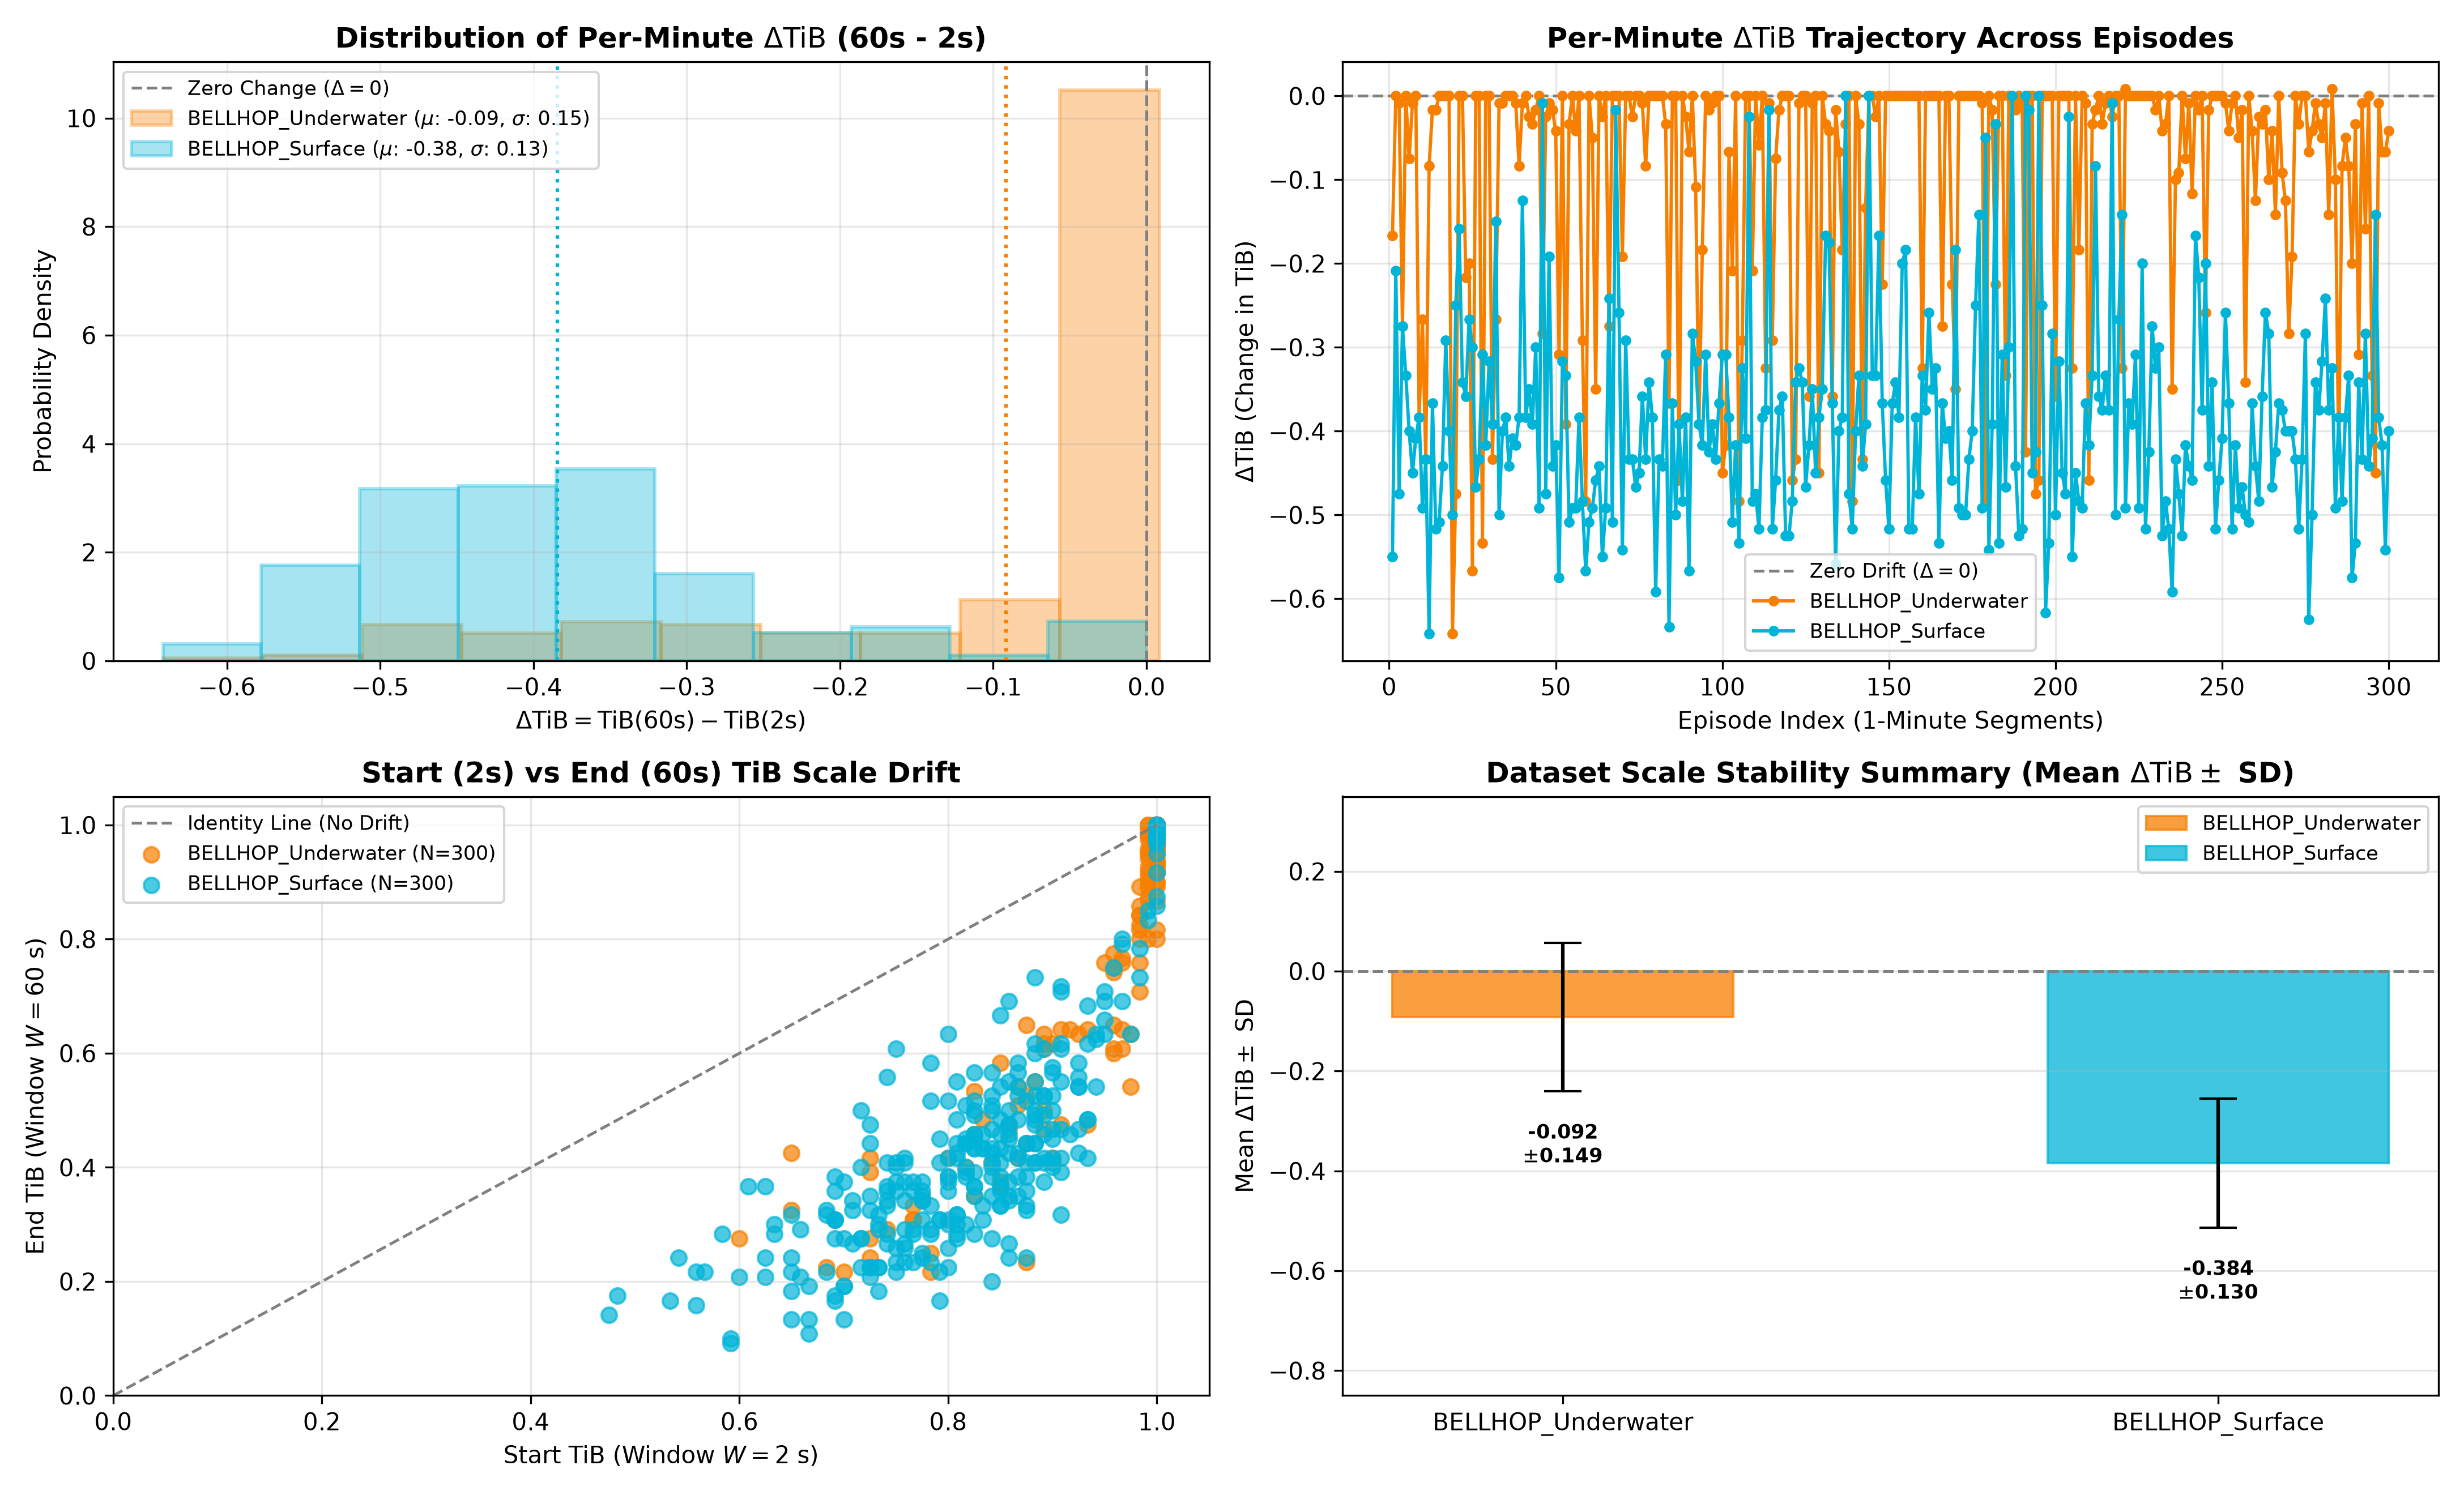 Distribution of Per-Minute ΔTiB (60s - 2s)
Zero Change (Δ = 0)
BELLHOP_Underwater (μ: -0.09, σ: 0.15)
BELLHOP_Surface (μ: -0.38, σ: 0.13)
Probability Density
10
8
6
4
2
0
−0.6 −0.5 −0.4 −0.3 −0.2 −0.1 0.0
ΔTiB = TiB(60s) − TiB(2s)
Per-Minute ΔTiB Trajectory Across Episodes
ΔTiB (Change in TiB)
0.0
−0.1
−0.2
−0.3
−0.4
−0.5
−0.6
Zero Drift (Δ = 0)
BELLHOP_Underwater
BELLHOP_Surface
0 50 100 150 200 250 300
Episode Index (1-Minute Segments)
Start (2s) vs End (60s) TiB Scale Drift
Identity Line (No Drift)
BELLHOP_Underwater (N=300)
BELLHOP_Surface (N=300)
End TiB (Window W = 60 s)
1.0
0.8
0.6
0.4
0.2
0.0
0.0 0.2 0.4 0.6 0.8 1.0
Start TiB (Window W = 2 s)
Dataset Scale Stability Summary (Mean ΔTiB ± SD)
BELLHOP_Underwater
BELLHOP_Surface
Mean ΔTiB ± SD
0.2
0.0
−0.2
−0.4
−0.6
−0.8
-0.092
±0.149
-0.384
±0.130
BELLHOP_Underwater BELLHOP_Surface